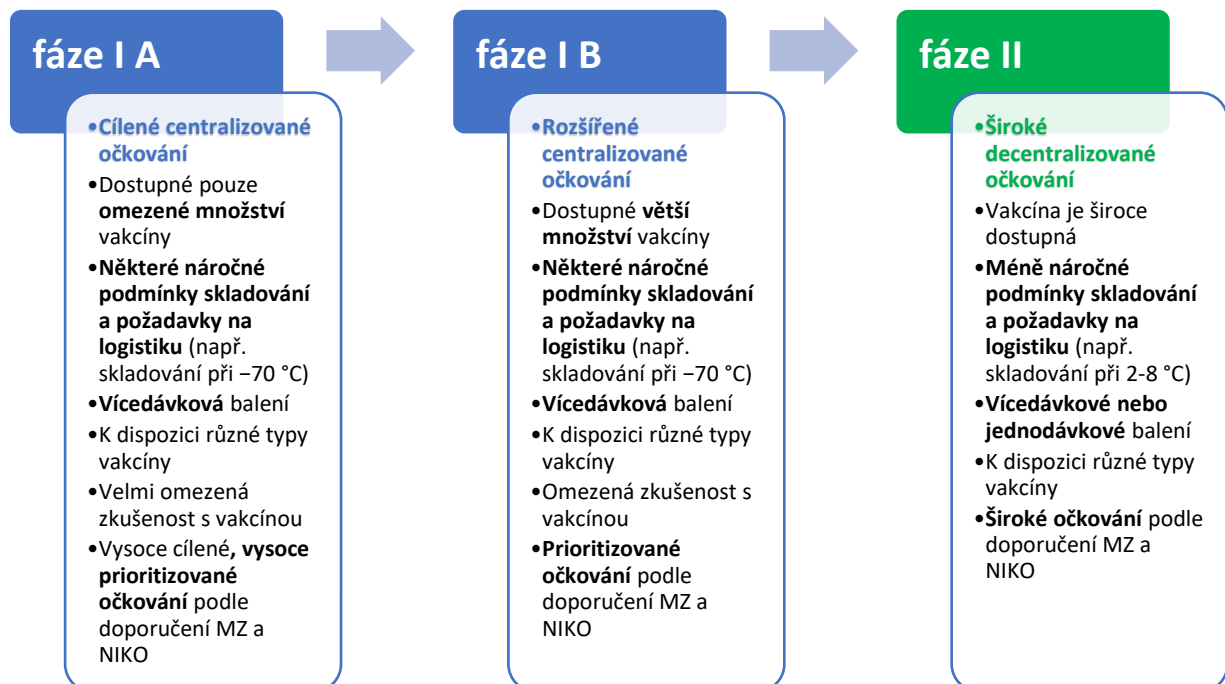 fáze I A
•Cílené centralizované
očkování
•Dostupné pouze
omezené množství
vakcíny
•Některé náročné
podmínky skladování
a požadavky na
logistiku (např.
skladování při −70 °C)
•Vícedávková balení
•K dispozici různé typy
vakcíny
•Velmi omezená
zkušenost s vakcínou
•Vysoce cílené, vysoce
prioritizované
očkování podle
doporučení MZ a
NIKO
fáze I B
•Rozšířené
centralizované
očkování
•Dostupné větší
množství vakcíny
•Některé náročné
podmínky skladování
a požadavky na
logistiku (např.
skladování při −70 °C)
•Vícedávková balení
•K dispozici různé typy
vakcíny
•Omezená zkušenost s
vakcínou
•Prioritizované
očkování podle
doporučení MZ a
NIKO
fáze II
•Široké
decentralizované
očkování
•Vakcína je široce
dostupná
•Méně náročné
podmínky skladování
a požadavky na
logistiku (např.
skladování při 2-8 °C)
•Vícedávkové nebo
jednodávkové balení
•K dispozici různé typy
vakcíny
•Široké očkování podle
doporučení MZ a
NIKO